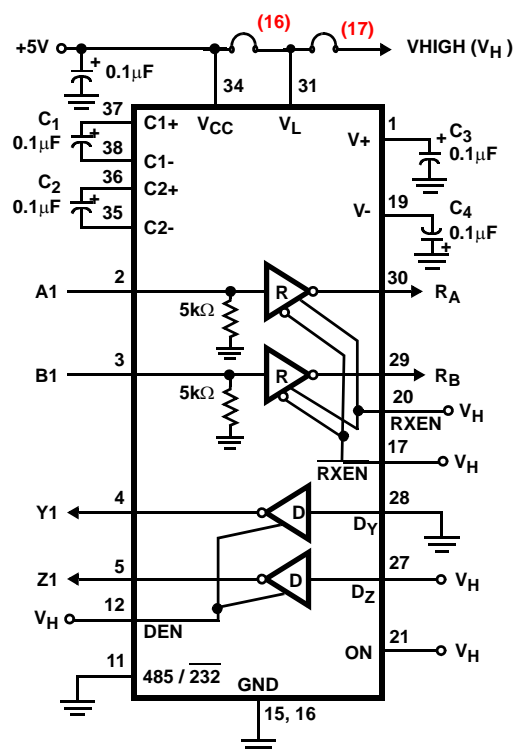 (16)
(17)
+5V
VHIGH (VH)
+
0.1μF
34
31
37
C1
0.1μF
+
38
C1+
C1-
VCC
VL
V+
1
+
C3
0.1μF
36
C2
0.1μF
+
35
C2+
C2-
V-
19
C4
0.1μF
+
A1
2
5kΩ
R
30
RA
B1
3
5kΩ
R
29
RB
20
RXEN
VH
17
RXEN
VH
Y1
4
D
28
DY
Z1
5
D
27
DZ
VH
VH
12
DEN
21
ON
VH
11
485 / 232
GND
15, 16